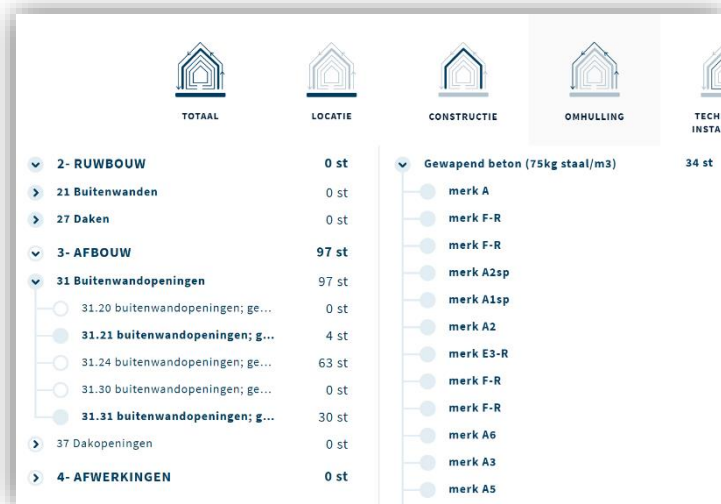 TOTAAL
LOCATIE
CONSTRUCTIE
OMHULLING
TECH
INSTA
2- RUWBOUW 0 st
21 Buitenwanden 0 st
27 Daken 0 st
3- AFBOUW 97 st
31 Buitenwandopeningen 97 st
31.20 buitenwandopeningen; ge... 0 st
31.21 buitenwandopeningen; g... 4 st
31.24 buitenwandopeningen; ge... 63 st
31.30 buitenwandopeningen; ge... 0 st
31.31 buitenwandopeningen; g... 30 st
37 Dakopeningen 0 st
4- AFWERKINGEN 0 st
Gewapend beton (75kg staal/m3) 34 st
merk A
merk F-R
merk F-R
merk A2sp
merk A1sp
merk A2
merk E3-R
merk F-R
merk F-R
merk A6
merk A3
merk A5